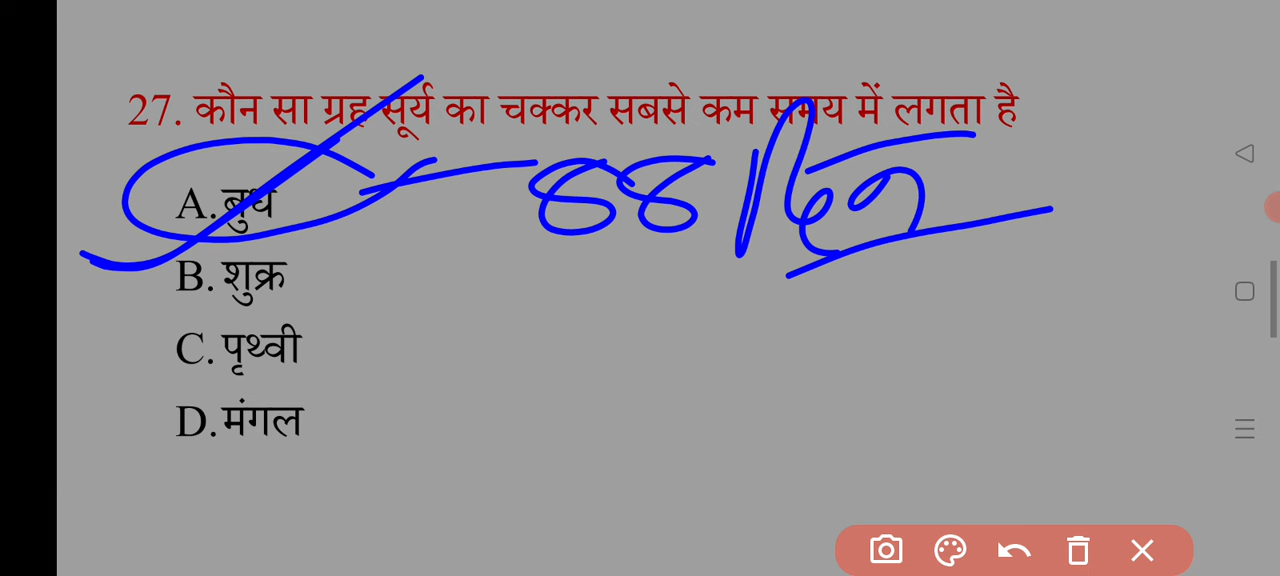 27. कौन सा ग्रह सूर्य का चक्कर सबसे कम समय में लगता है
A. बुध - 88 दिन
B. शुक्र
C. पृथ्वी
D. मंगल